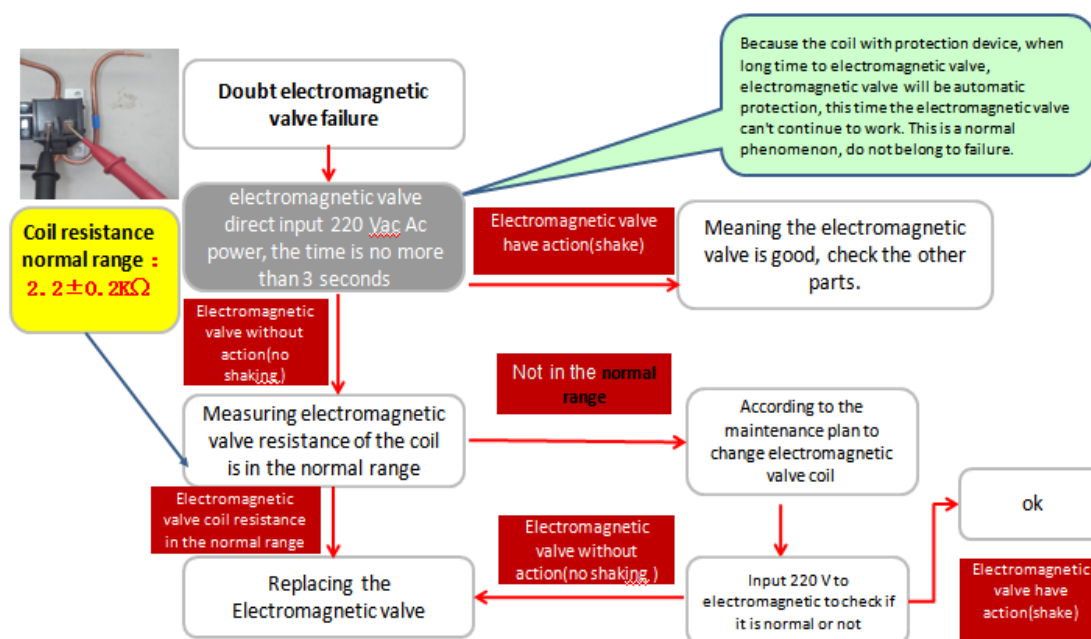 Doubt electromagnetic
valve failure
Because the coil with protection device, when
long time to electromagnetic valve,
electromagnetic valve will be automatic
protection, this time the electromagnetic valve
can't continue to work. This is a normal
phenomenon, do not belong to failure.
electromagnetic valve
direct input 220 Vac Ac
power, the time is no more
than 3 seconds
Electromagnetic valve
have action(shake)
Meaning the electromagnetic
valve is good, check the other
parts.
Coil resistance
normal range :
2.2±0.2KΩ
Electromagnetic
valve without
action(no
shaking )
Not in the normal
range
Measuring electromagnetic
valve resistance of the coil
is in the normal range
According to the
maintenance plan to
change electromagnetic
valve coil
Electromagnetic
valve coil resistance
in the normal range
Electromagnetic
valve without
action(no shaking )
ok
Replacing the
Electromagnetic valve
Input 220 V to
electromagnetic to check if
it is normal or not
Electromagnetic
valve have
action(shake)